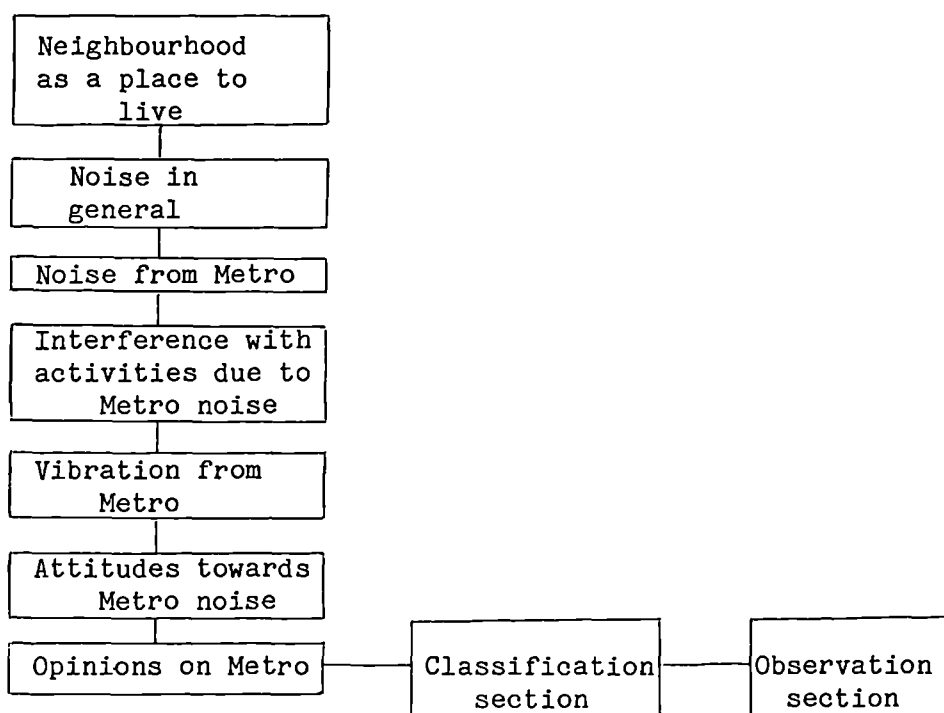 Neighbourhood
as a place to
live
Noise in
general
Noise from Metro
Interference with
activities due to
Metro noise
Vibration from
Metro
Attitudes towards
Metro noise
Opinions on Metro
Classification
section
Observation
section